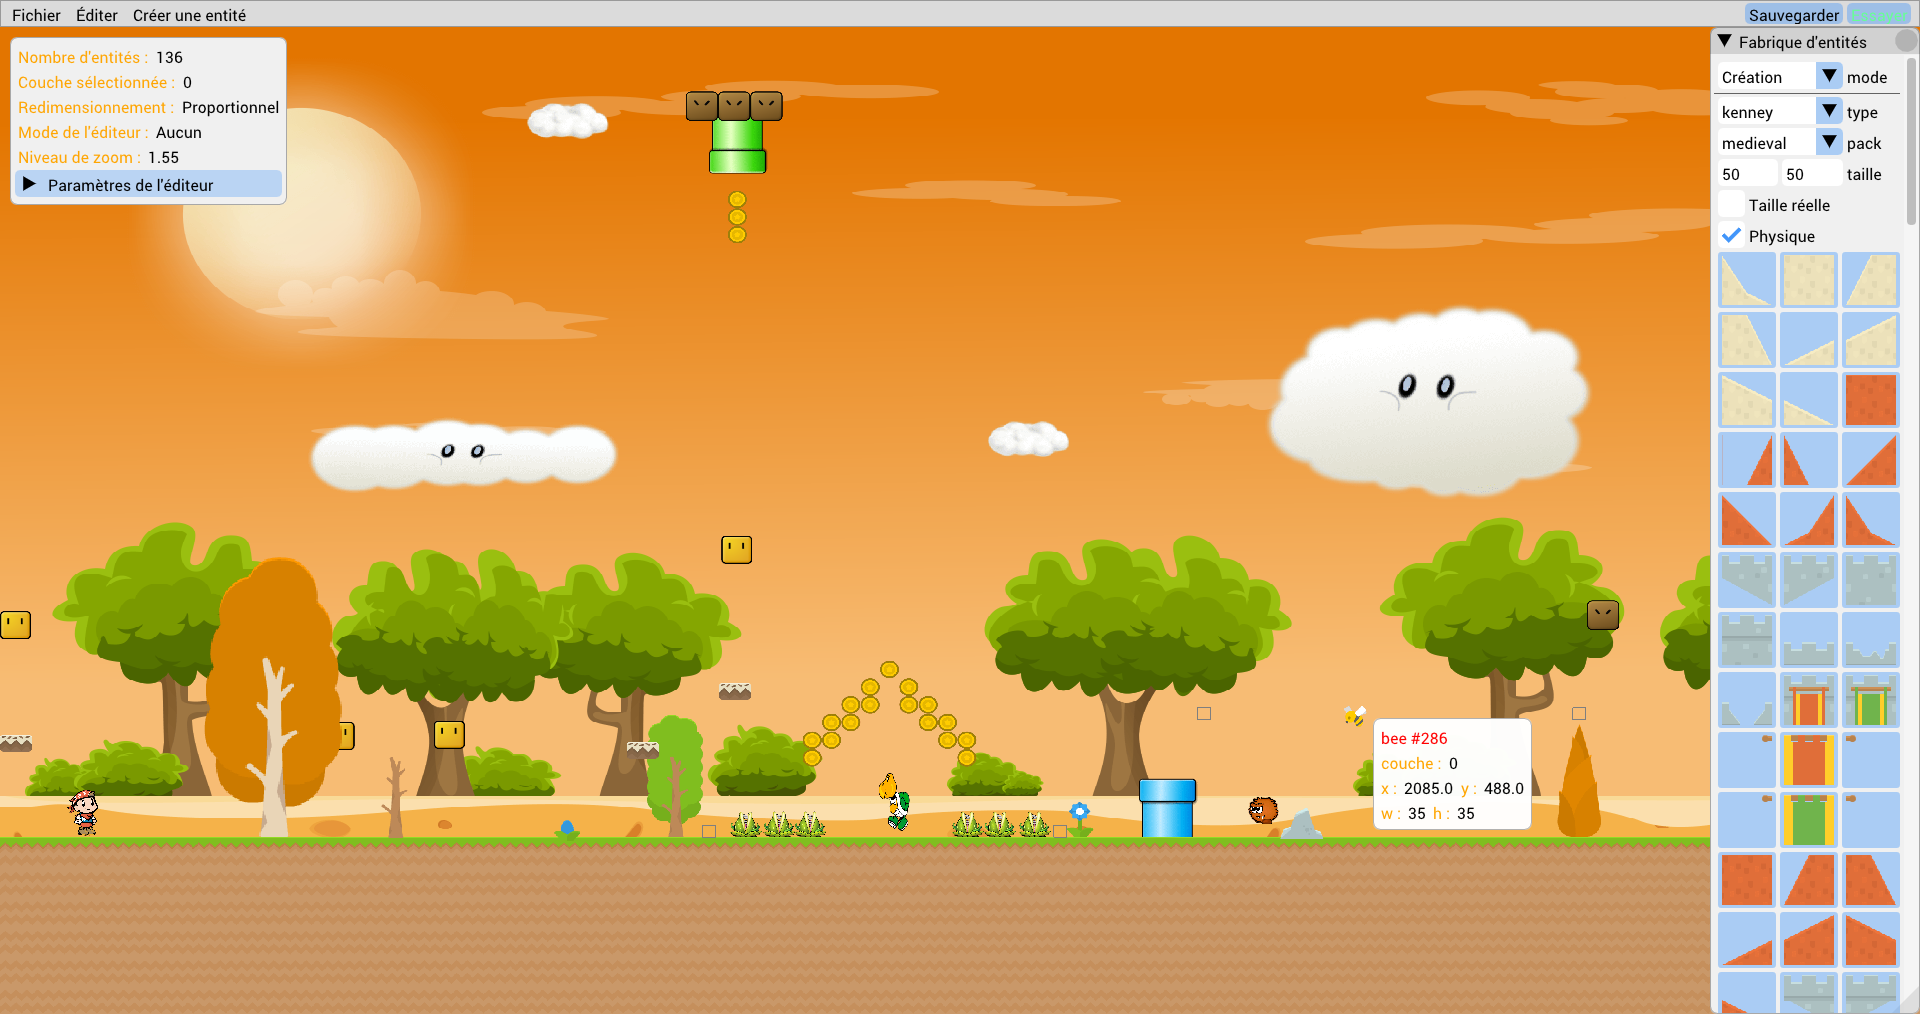 Fichier Éditer Créer une entité Sauvegarder Essayer
Nombre d'entités : 136
Couche sélectionnée : 0
Redimensionnement : Proportionnel
Mode de l'éditeur : Aucun
Niveau de zoom : 1.55
Paramètres de l'éditeur
Fabrique d'entités
Création mode
kenney type
medieval pack
50 50 taille
Taille réelle
Physique
bee #286
couche : 0
x : 2085.0 y : 488.0
w : 35 h : 35